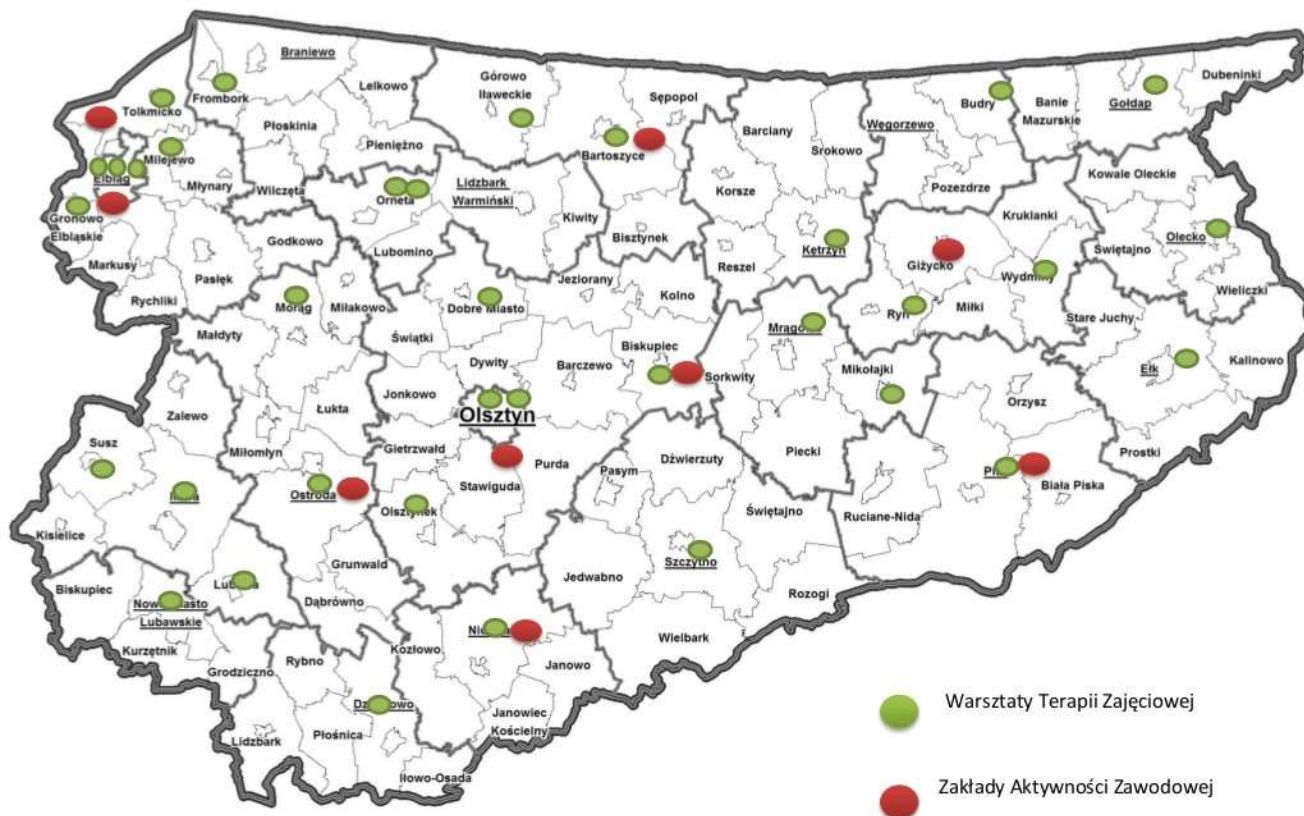 Braniewo
Frombork
Lelkowo
Górowo
Iławeckie
Sępopol
Dubeninki
Gołdap
Banie
Mazurskie
Budry
Węgorzewo
Tolkmicko
Płoskinia
Pieniężno
Bartoszyce
Barciany
Srokowo
Milejewo
Elbląg
Młynary
Wilczęta
Orneta
Lidzbark
Warmiński
Kiwity
Korsze
Pozezdrze
Kowale Oleckie
Gronowo
Elbląskie
Markusy
Godkowo
Lubomino
Bisztynek
Reszel
Kętrzyn
Kruklanki
Giżycko
Świętajno
Olecko
Pasłęk
Rychliki
Morąg
Miłakowo
Jeziorany
Dobre Miasto
Kolno
Wydminy
Wieliczki
Małdyty
Świątki
Ryn
Miłki
Stare Juchy
Dywity
Barczewo
Biskupiec
Sorkwity
Mikołajki
Ełk
Kalinowo
Jonkowo
Olsztyn
Orzysz
Zalewo
Łukta
Susz
Miłomłyn
Gietrzwałd
Purda
Pasym
Dźwierzuty
Piecki
Prostki
Ostróda
Stawiguda
Olsztynek
Biała Piska
Kisielice
Świętajno
Ruciane-Nida
Grunwald
Szczytno
Jedwabno
Biskupiec
Dąbrówno
Rozogi
Lubawskie
Kurzętnik
Wielbark
Kozłowo
Rybno
Janowo
Grodziczno
Janowiec
Kościelny
Lidzbark
Płośnica
Iłowo-Osada
Warsztaty Terapii Zajęciowej
Zakłady Aktywności Zawodowej